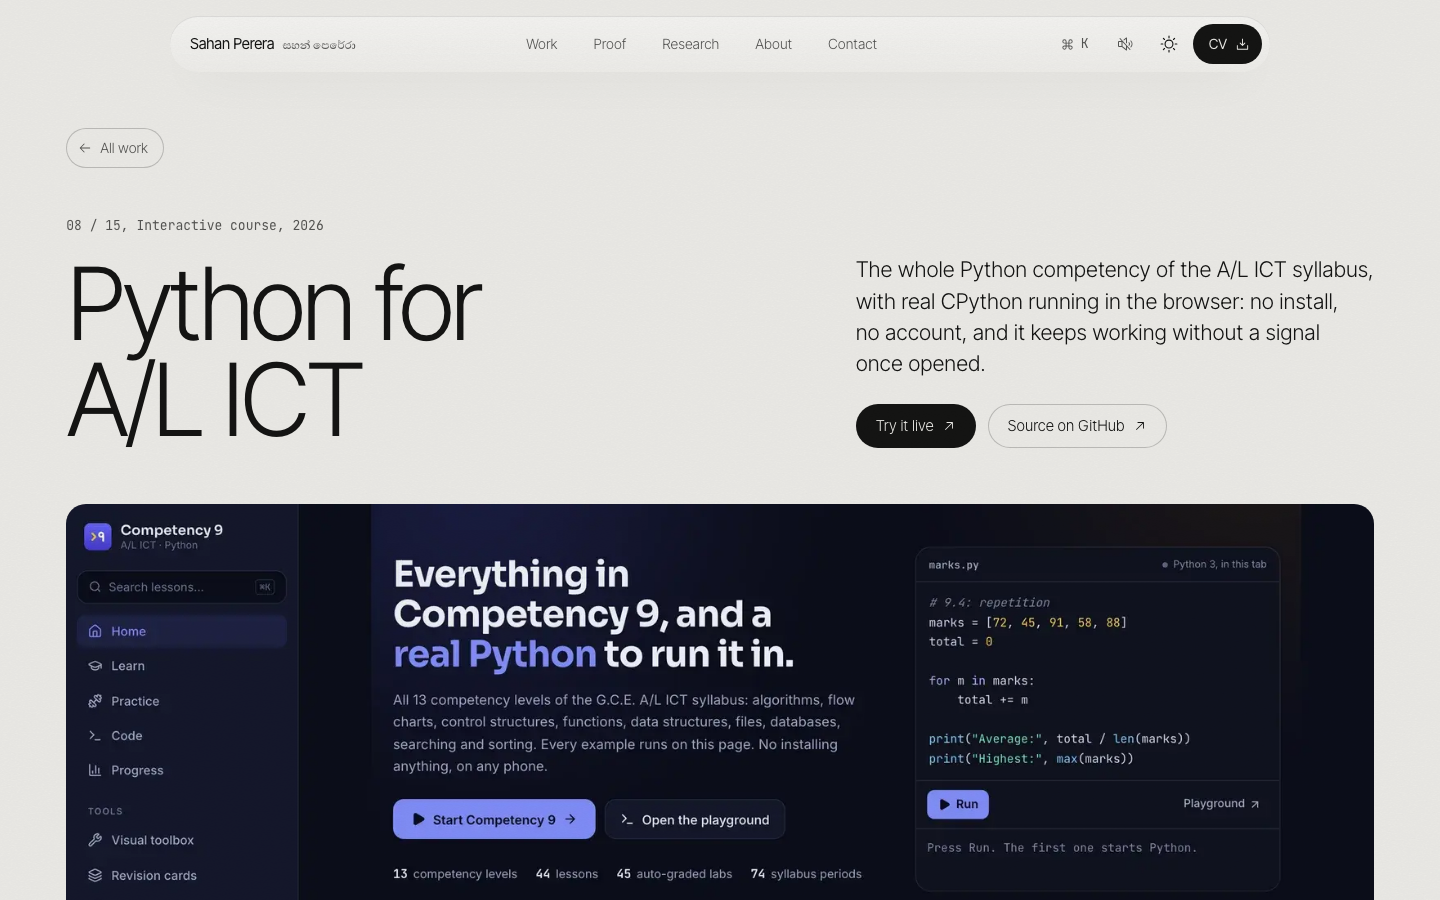 Sahan Perera සහන් පෙරේරා
Work
Proof
Research
About
Contact
⌘ K
CV
← All work
08 / 15, Interactive course, 2026
Python for
A/L ICT
The whole Python competency of the A/L ICT syllabus,
with real CPython running in the browser: no install,
no account, and it keeps working without a signal
once opened.
Try it live ↗
Source on GitHub ↗
Competency 9
A/L ICT · Python
Search lessons... ⌘K
Home
Learn
Practice
Code
Progress
TOOLS
Visual toolbox
Revision cards
Everything in
Competency 9, and a
real Python to run it in.
All 13 competency levels of the G.C.E. A/L ICT syllabus: algorithms, flow
charts, control structures, functions, data structures, files, databases,
searching and sorting. Every example runs on this page. No installing
anything, on any phone.
Start Competency 9 →
Open the playground
13 competency levels
44 lessons
45 auto-graded labs
74 syllabus periods
marks.py
Python 3, in this tab
# 9.4: repetition
marks = [72, 45, 91, 58, 88]
total = 0
for m in marks:
    total += m
print("Average:", total / len(marks))
print("Highest:", max(marks))
Run
Playground ↗
Press Run. The first one starts Python.